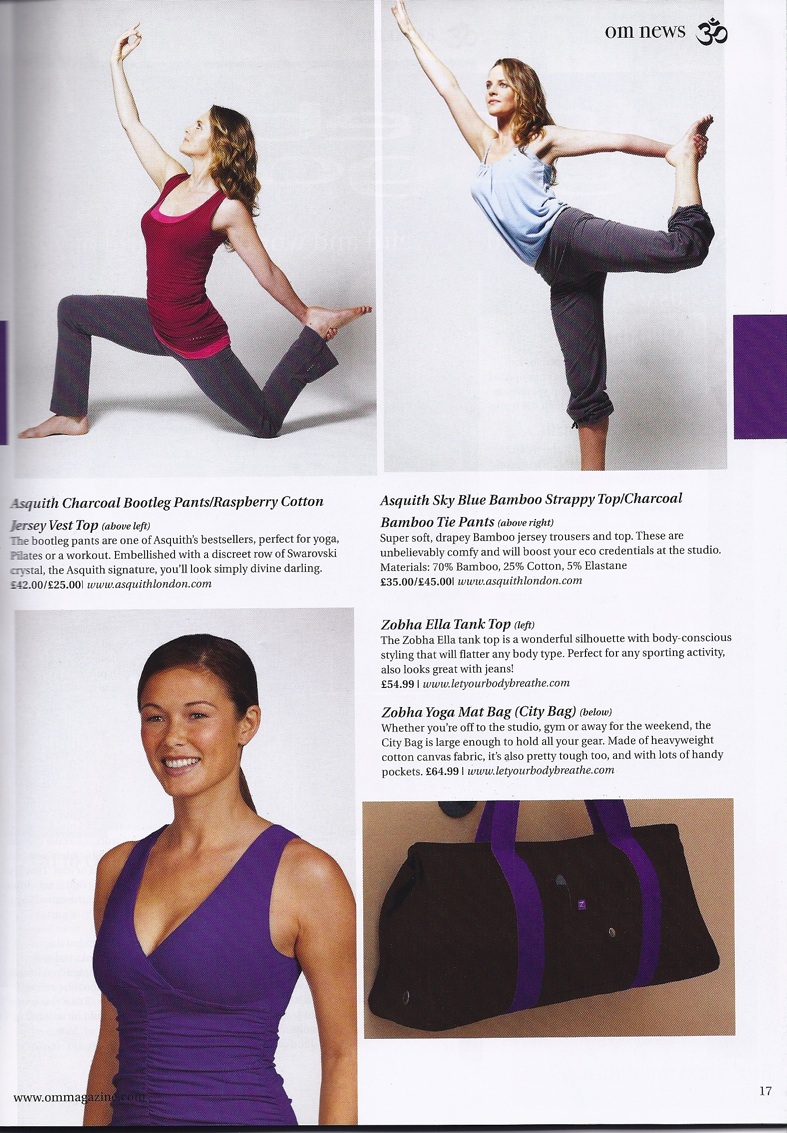 om news ॐ
Asquith Charcoal Bootleg Pants/Raspberry Cotton
Jersey Vest Top (above left)
The bootleg pants are one of Asquith's bestsellers, perfect for yoga,
Pilates or a workout. Embellished with a discreet row of Swarovski
crystal, the Asquith signature, you'll look simply divine darling.
£42.00/£25.00| www.asquithlondon.com
Asquith Sky Blue Bamboo Strappy Top/Charcoal
Bamboo Tie Pants (above right)
Super soft, drapey Bamboo jersey trousers and top. These are
unbelievably comfy and will boost your eco credentials at the studio.
Materials: 70% Bamboo, 25% Cotton, 5% Elastane
£35.00/£45.00| www.asquithlondon.com
Zobha Ella Tank Top (left)
The Zobha Ella tank top is a wonderful silhouette with body-conscious
styling that will flatter any body type. Perfect for any sporting activity,
also looks great with jeans!
£54.99 | www.letyourbodybreathe.com
Zobha Yoga Mat Bag (City Bag) (below)
Whether you're off to the studio, gym or away for the weekend, the
City Bag is large enough to hold all your gear. Made of heavyweight
cotton canvas fabric, it's also pretty tough too, and with lots of handy
pockets. £64.99 | www.letyourbodybreathe.com
www.ommagazine.com
17